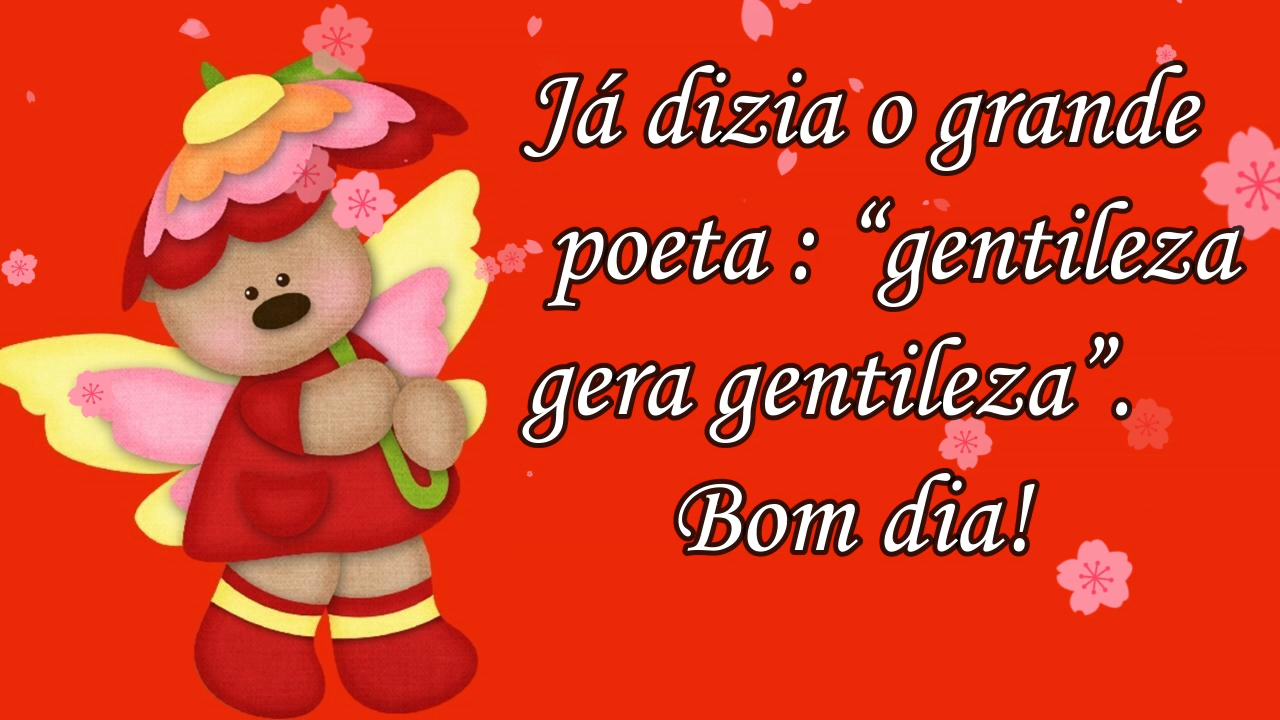 Já dizia o grande
poeta : “gentileza
gera gentileza”.
Bom dia!